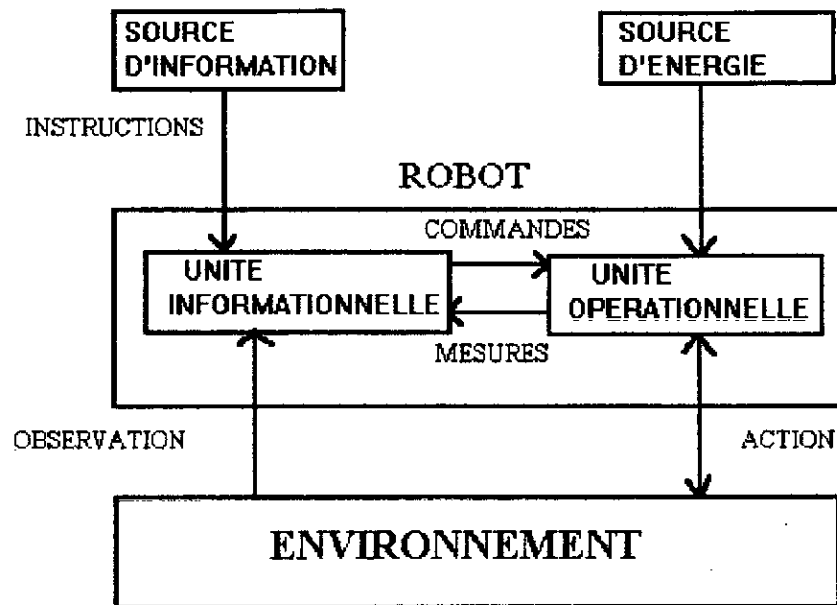 SOURCE
D'INFORMATION
SOURCE
D'ENERGIE
INSTRUCTIONS
ROBOT
COMMANDES
UNITE
INFORMATIONNELLE
UNITE
OPERATIONNELLE
MESURES
OBSERVATION
ACTION
ENVIRONNEMENT